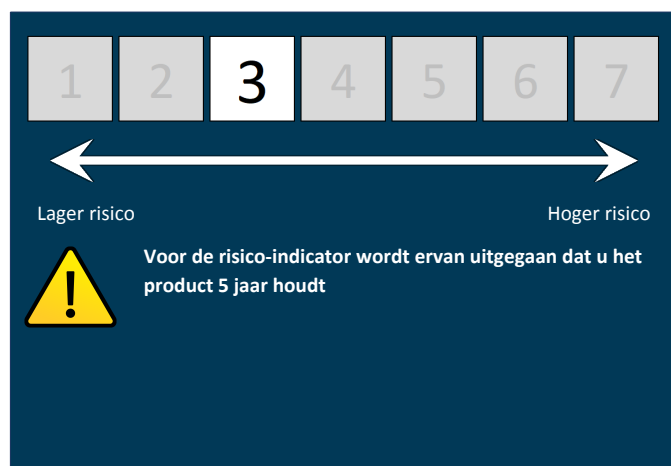 1 2 3 4 5 6 7
Lager risico Hoger risico
Voor de risico-indicator wordt ervan uitgegaan dat u het
product 5 jaar houdt